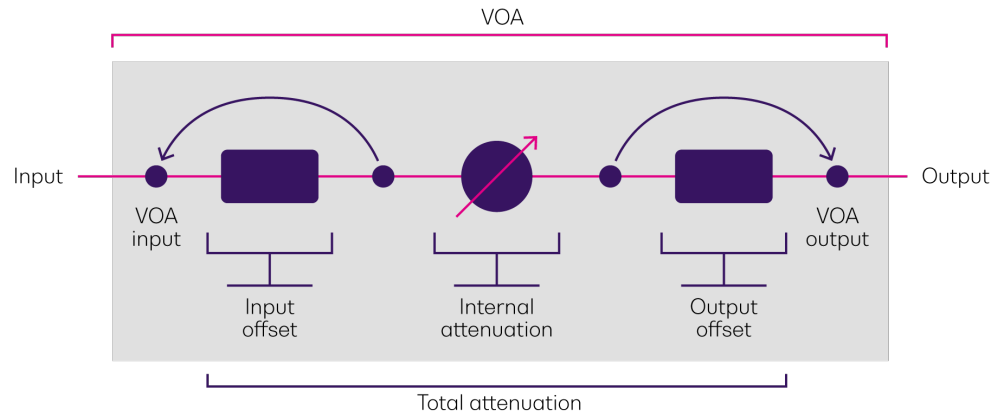 VOA
Input
Output
VOA
input
VOA
output
Input
offset
Internal
attenuation
Output
offset
Total attenuation